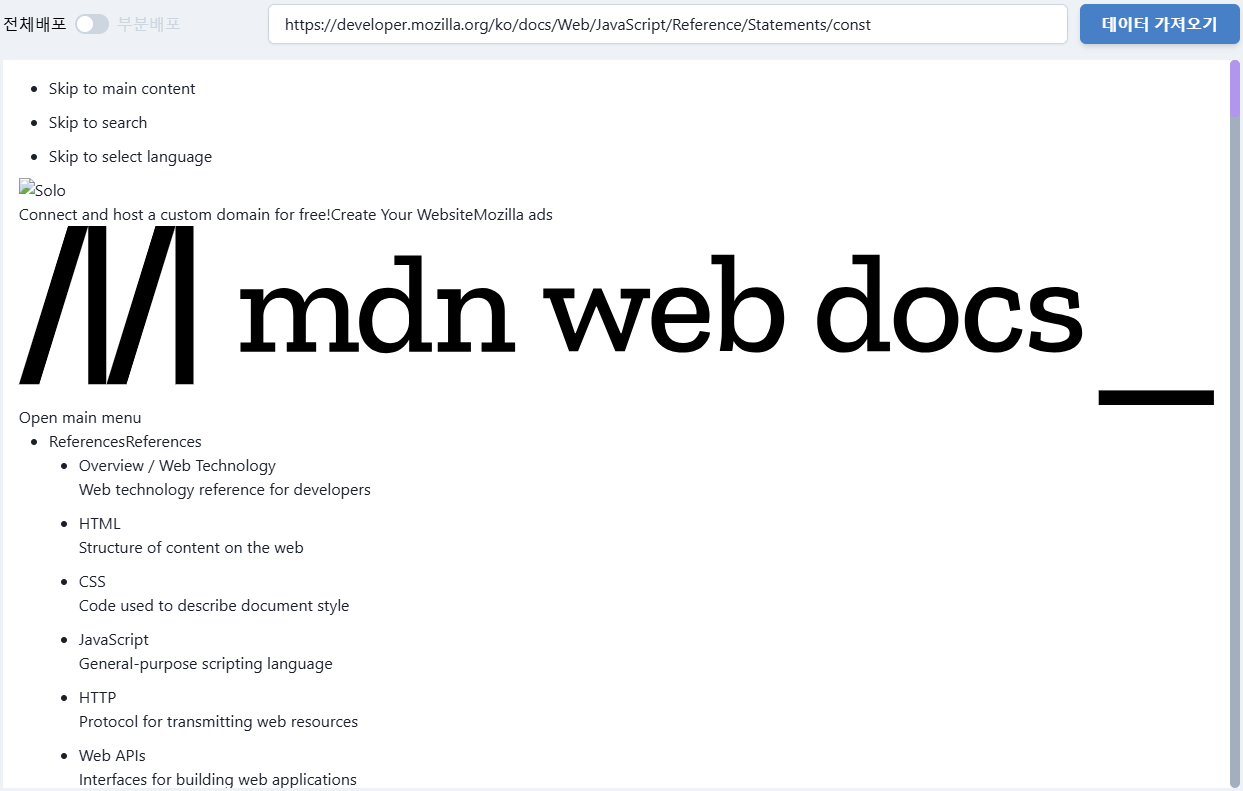 전체배포 부분배포 https://developer.mozilla.org/ko/docs/Web/JavaScript/Reference/Statements/const 데이터 가져오기
Skip to main content
Skip to search
Skip to select language
Solo
Connect and host a custom domain for free!Create Your WebsiteMozilla ads
mdn web docs_
Open main menu
ReferencesReferences
Overview / Web Technology
Web technology reference for developers
HTML
Structure of content on the web
CSS
Code used to describe document style
JavaScript
General-purpose scripting language
HTTP
Protocol for transmitting web resources
Web APIs
Interfaces for building web applications